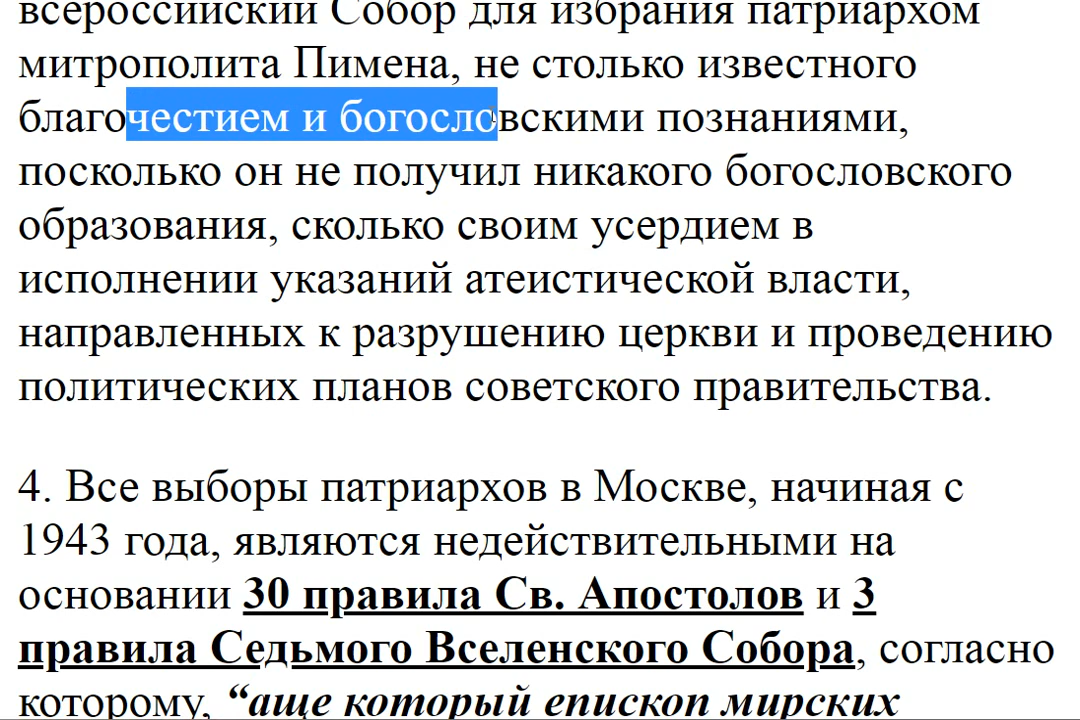 всероссийский Собор для избрания патриархом
митрополита Пимена, не столько известного
благочестием и богословскими познаниями,
посколько он не получил никакого богословского
образования, сколько своим усердием в
исполнении указаний атеистической власти,
направленных к разрушению церкви и проведению
политических планов советского правительства.
4. Все выборы патриархов в Москве, начиная с
1943 года, являются недействительными на
основании 30 правила Св. Апостолов и 3
правила Седьмого Вселенского Собора, согласно
которому, “аще который епископ мирских